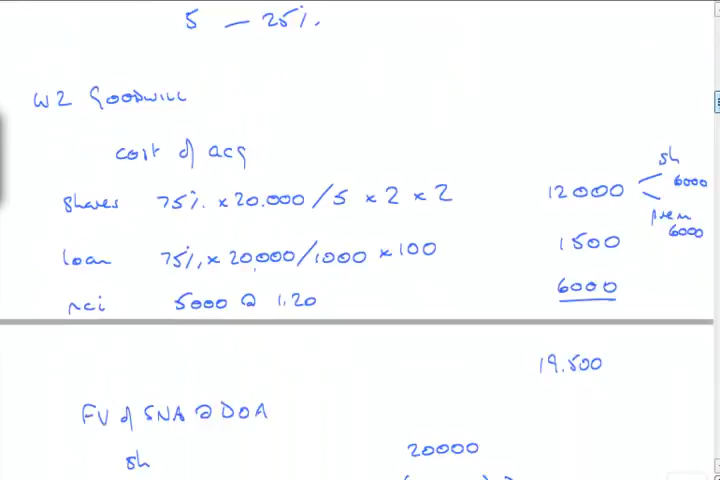 5 — 25%.
W2 GOODWILL
cost of acq
shares 75%. x 20.000 / 5 x 2 x 2 12000 sh 6000
prem 6000
loan 75%, x 20,000/1000 x 100 1500
nci 5000 @ 1.20 6000
19.500
FV of SNA @ DOA
sh 20000